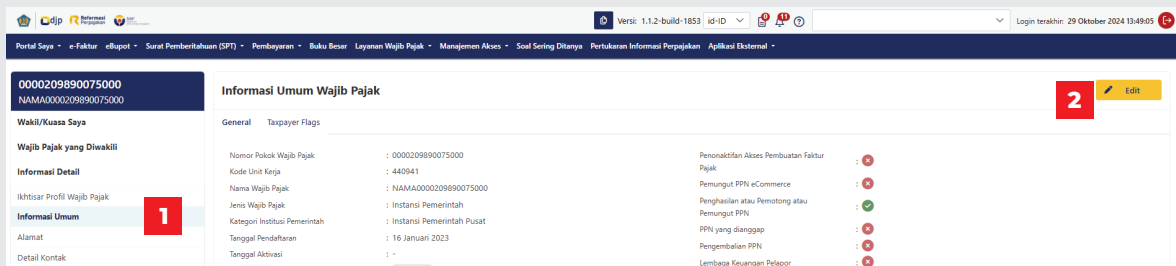 djp Reformasi Perpajakan Versi: 1.1.2-build-1853 id-ID Login terakhir: 29 Oktober 2024 13:49:05
Portal Saya e-Faktur eBupot Surat Pemberitahuan (SPT) Pembayaran Buku Besar Layanan Wajib Pajak Manajemen Akses Soal Sering Ditanya Pertukaran Informasi Perpajakan Aplikasi Eksternal
0000209890075000
NAMA0000209890075000
Wakil/Kuasa Saya
Wajib Pajak yang Diwakili
Informasi Detail
Ikhtisar Profil Wajib Pajak
Informasi Umum 1
Alamat
Detail Kontak
Informasi Umum Wajib Pajak
2 Edit
General Taxpayer Flags
Nomor Pokok Wajib Pajak : 0000209890075000
Kode Unit Kerja : 440941
Nama Wajib Pajak : NAMA0000209890075000
Jenis Wajib Pajak : Instansi Pemerintah
Kategori Institusi Pemerintah : Instansi Pemerintah Pusat
Tanggal Pendaftaran : 16 Januari 2023
Tanggal Aktivasi : -
Penonaktifan Akses Pembuatan Faktur
Pajak :
Pemungut PPN eCommerce :
Penghasilan atau Pemotong atau
Pemungut PPN :
PPN yang dianggap :
Pengembalian PPN :
Lembaga Keuangan Pelapor :